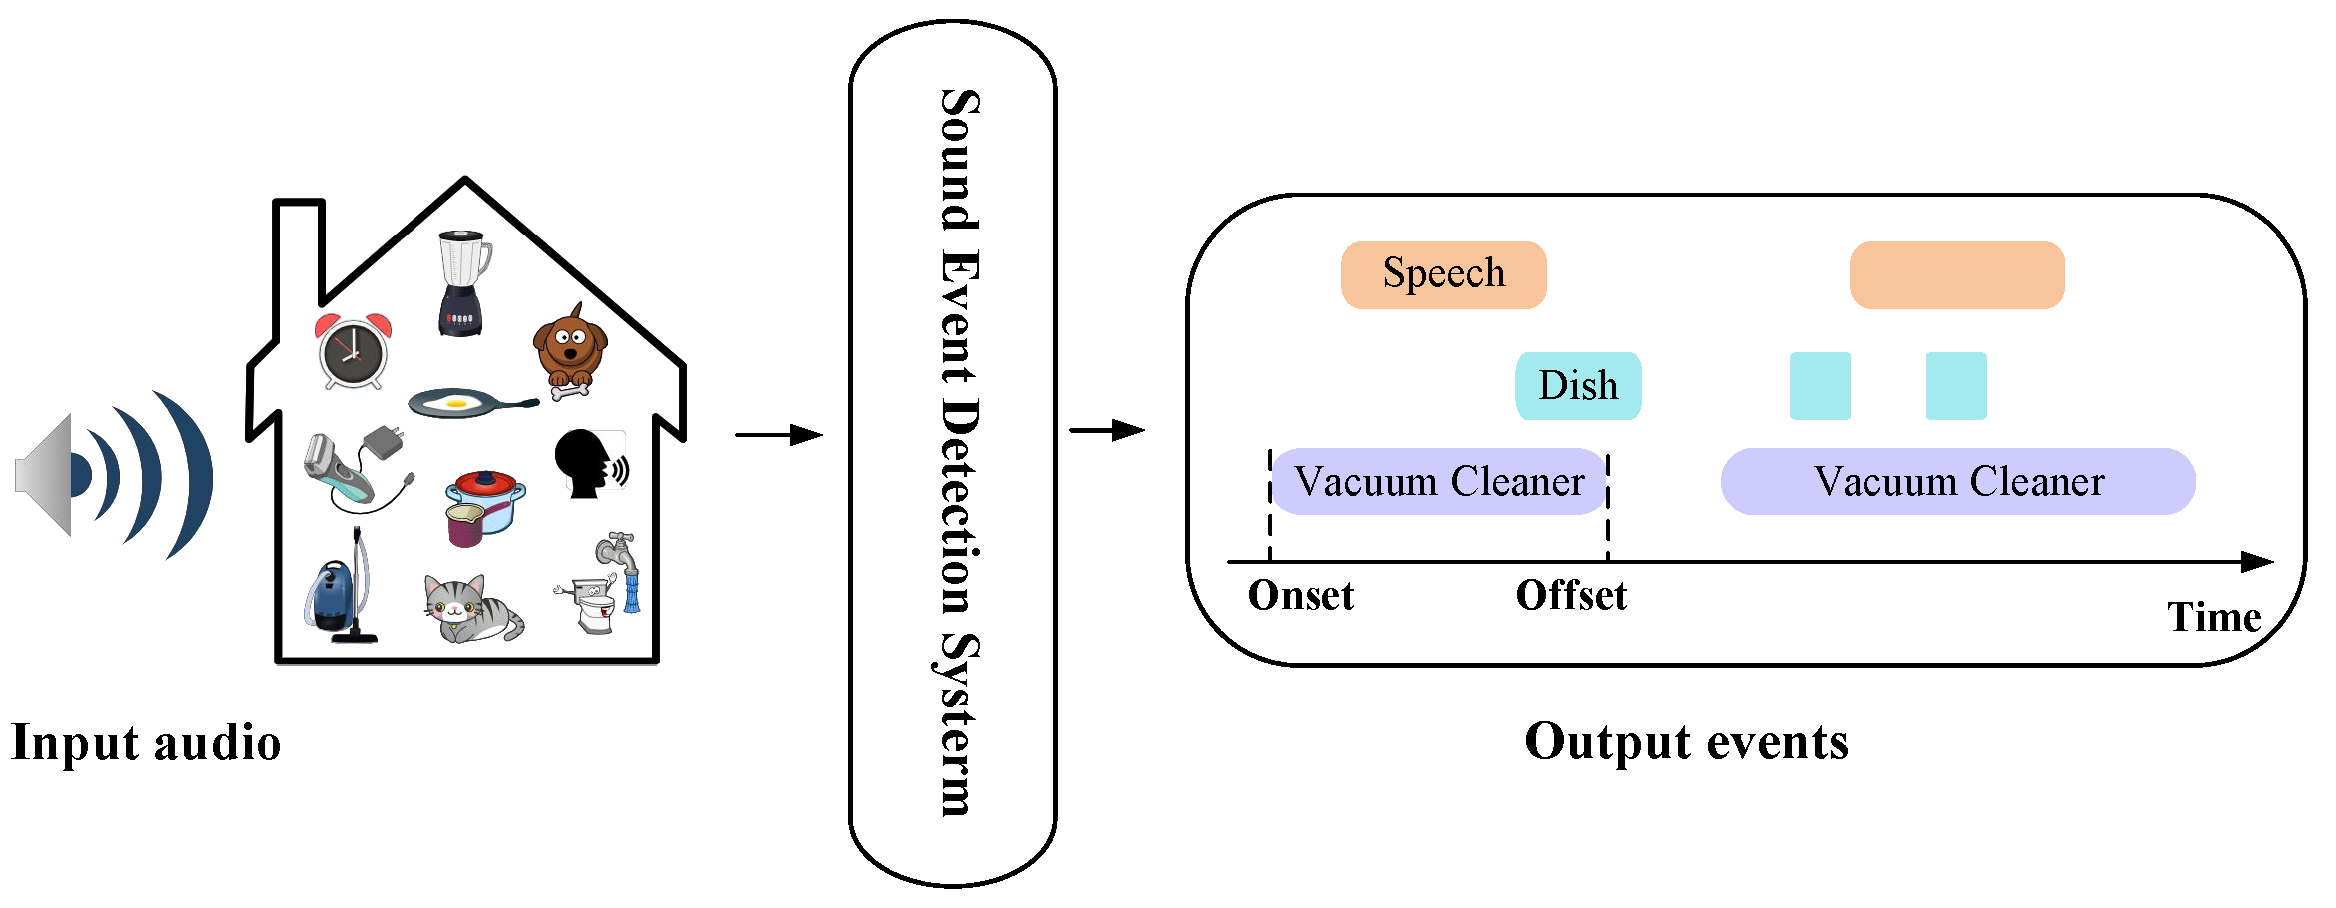 Input audio
Sound Event Detection Systerm
Speech
Dish
Vacuum Cleaner
Vacuum Cleaner
Onset
Offset
Time
Output events